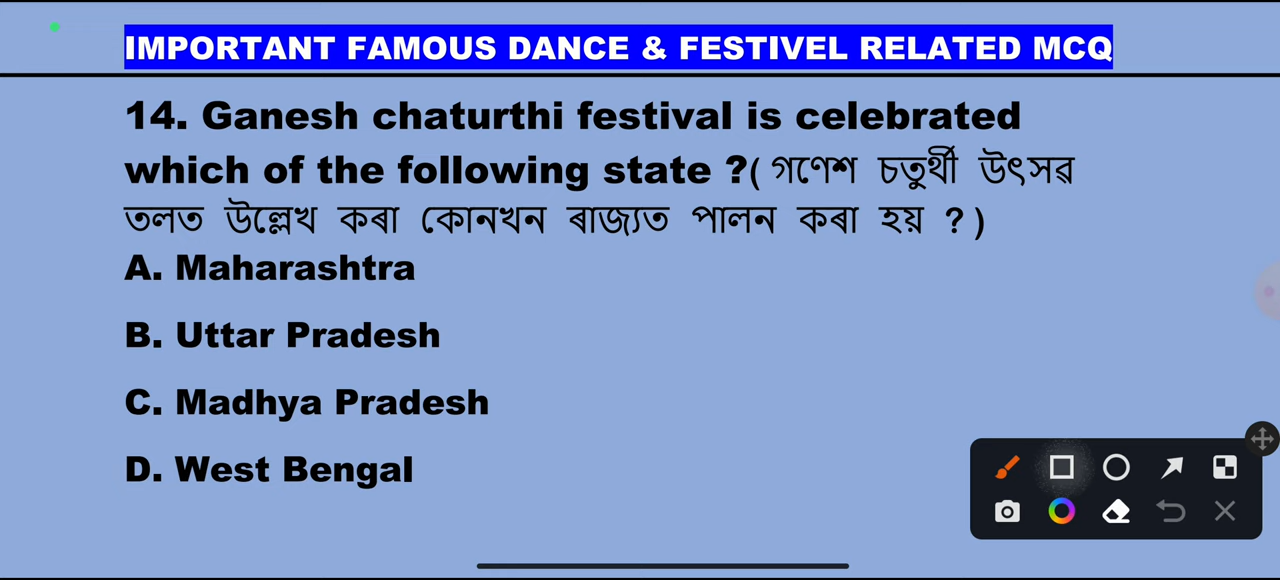 IMPORTANT FAMOUS DANCE & FESTIVEL RELATED MCQ
14. Ganesh chaturthi festival is celebrated
which of the following state ?( গণেশ চতুৰ্থী উৎসৱ
তলত উল্লেখ কৰা কোনখন ৰাজ্যত পালন কৰা হয় ? )
A. Maharashtra
B. Uttar Pradesh
C. Madhya Pradesh
D. West Bengal